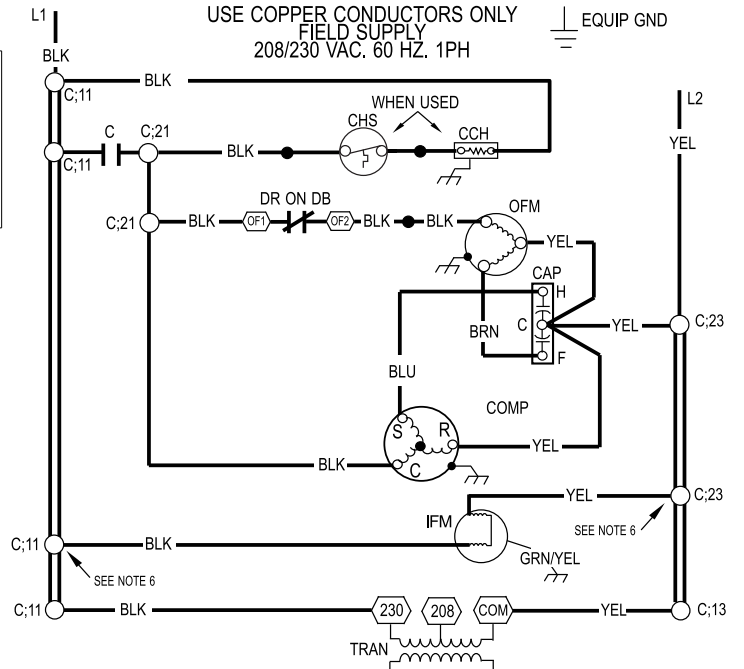 USE COPPER CONDUCTORS ONLY
FIELD SUPPLY
208/230 VAC. 60 HZ. 1PH
EQUIP GND
L1
BLK
C;11
BLK
WHEN USED
L2
CHS
CCH
YEL
C;11
C
C;21
BLK
DR ON DB
OFM
C;21
BLK
OF1
OF2
BLK
BLK
YEL
CAP
H
C
BRN
YEL
C;23
F
BLU
COMP
S
R
YEL
C
BLK
YEL
C;23
IFM
SEE NOTE 6
C;11
BLK
GRN/YEL
SEE NOTE 6
C;11
BLK
230
208
COM
YEL
C;13
TRAN